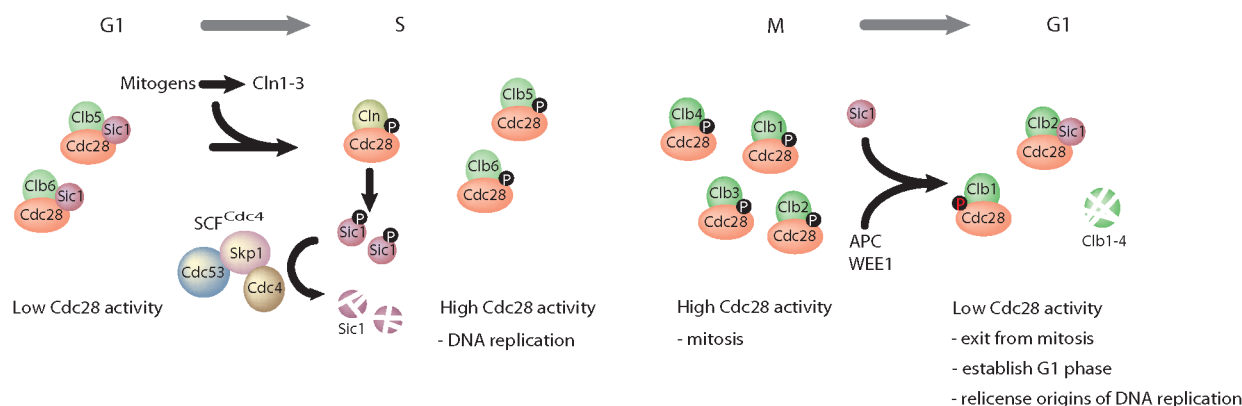 G1
S
Mitogens
Cln1-3
Clb5
Sic1
Cdc28
Clb6
Sic1
Cdc28
Cln
P
Cdc28
Clb5
P
Cdc28
Clb6
P
Cdc28
P
Sic1
P
Sic1
SCF^Cdc4
Skp1
Cdc53
Cdc4
Sic1
Low Cdc28 activity
High Cdc28 activity
- DNA replication
M
G1
Clb4
P
Cdc28
Clb1
P
Cdc28
Clb3
P
Cdc28
Clb2
P
Cdc28
Sic1
APC
WEE1
Clb2
Sic1
Cdc28
Clb1
P
Cdc28
Clb1-4
High Cdc28 activity
- mitosis
Low Cdc28 activity
- exit from mitosis
- establish G1 phase
- relicense origins of DNA replication